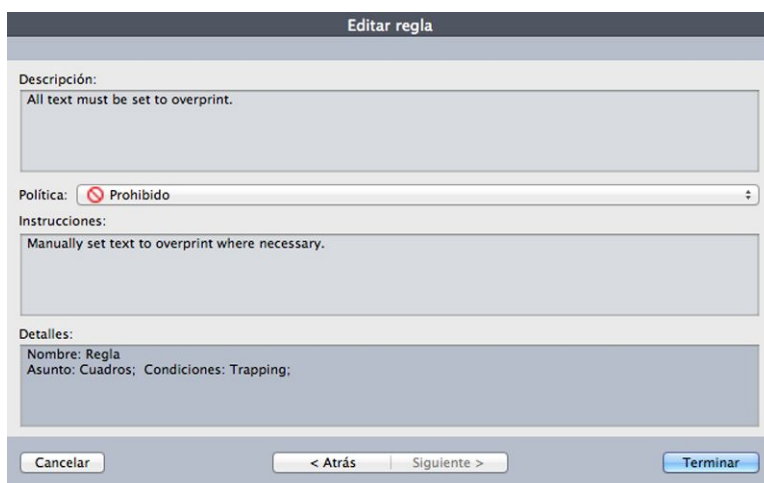 Editar regla
Descripción:
All text must be set to overprint.
Política: Prohibido
Instrucciones:
Manually set text to overprint where necessary.
Detalles:
Nombre: Regla
Asunto: Cuadros;  Condiciones: Trapping;
Cancelar < Atrás Siguiente > Terminar